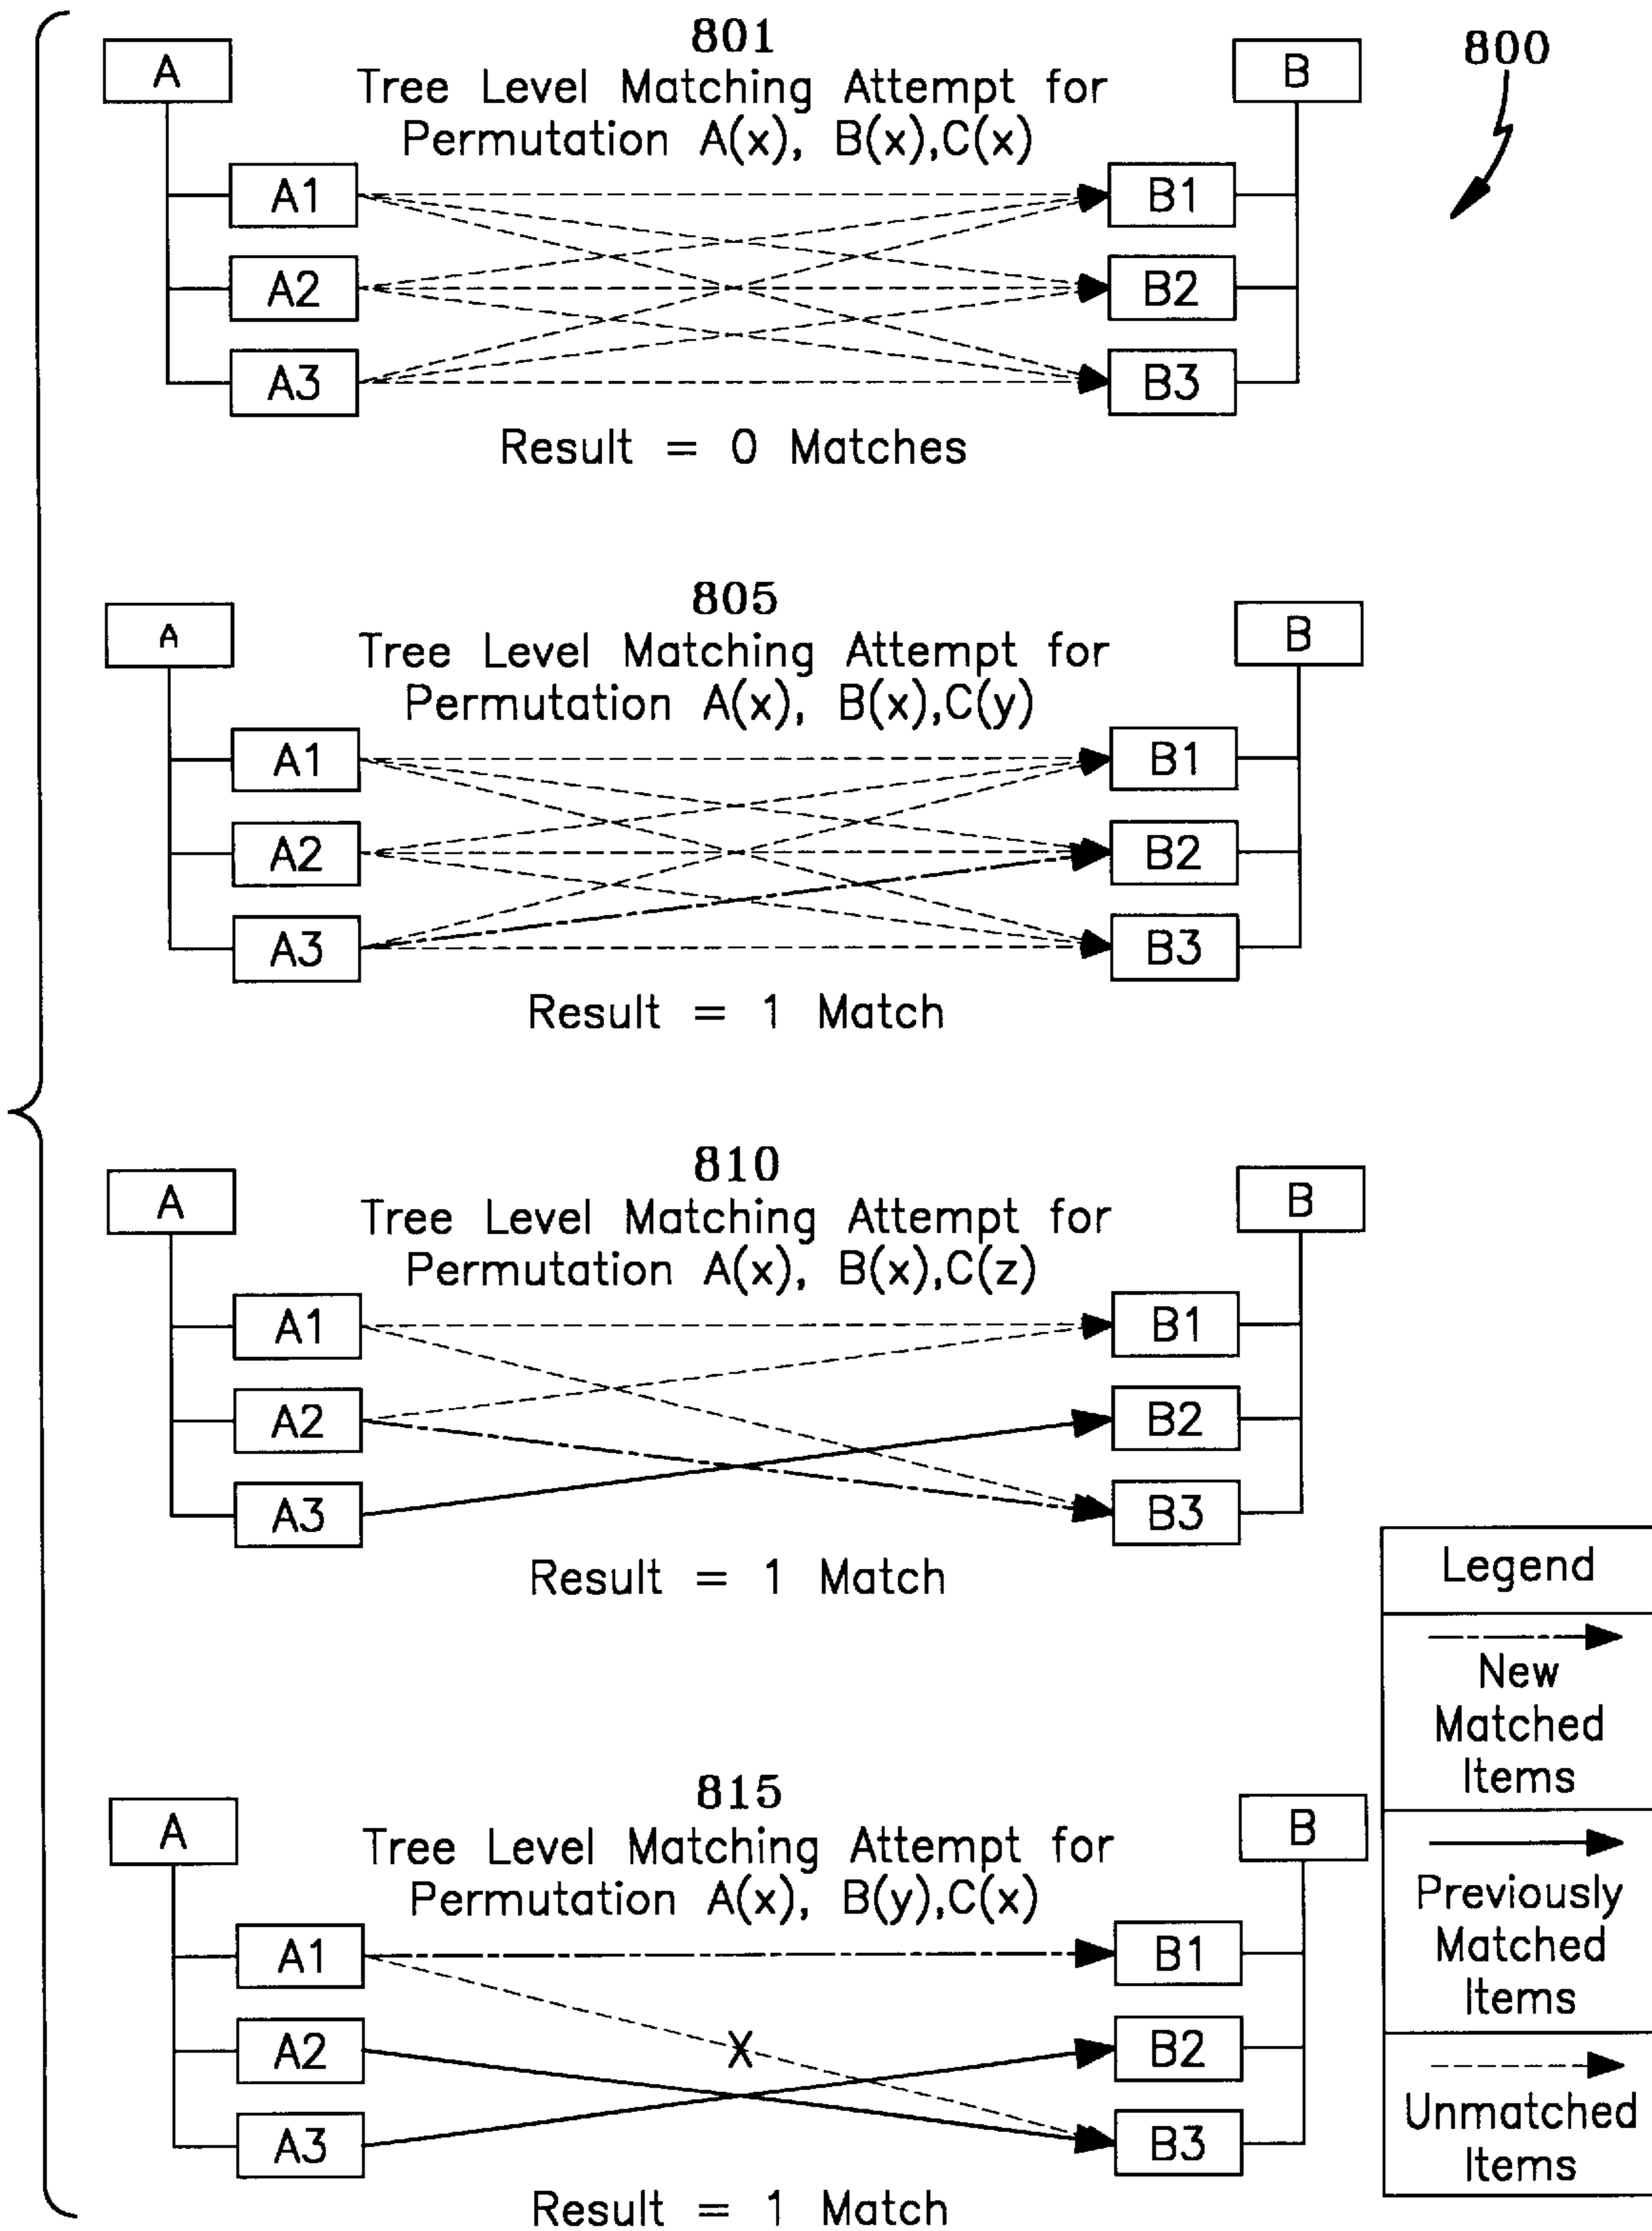 801
800
A
B
Tree Level Matching Attempt for
Permutation A(x), B(x),C(x)
A1
B1
A2
B2
A3
B3
Result = 0 Matches
805
A
B
Tree Level Matching Attempt for
Permutation A(x), B(x),C(y)
A1
B1
A2
B2
A3
B3
Result = 1 Match
810
A
B
Tree Level Matching Attempt for
Permutation A(x), B(x),C(z)
A1
B1
A2
B2
A3
B3
Result = 1 Match
815
A
B
Tree Level Matching Attempt for
Permutation A(x), B(y),C(x)
A1
B1
X
A2
B2
A3
B3
Result = 1 Match
Legend
New
Matched
Items
Previously
Matched
Items
Unmatched
Items